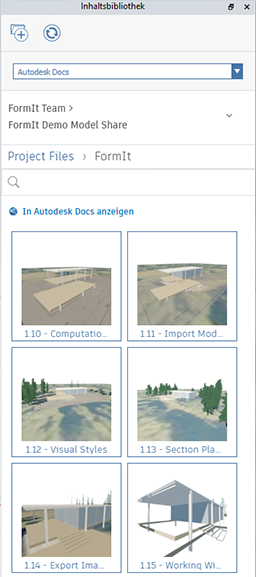 Inhaltsbibliothek
Autodesk Docs
FormIt Team >
FormIt Demo Model Share
Project Files > FormIt
In Autodesk Docs anzeigen
1.10 - Computatio...
1.11 - Import Mod...
1.12 - Visual Styles
1.13 - Section Pla...
1.14 - Export Ima...
1.15 - Working Wi...